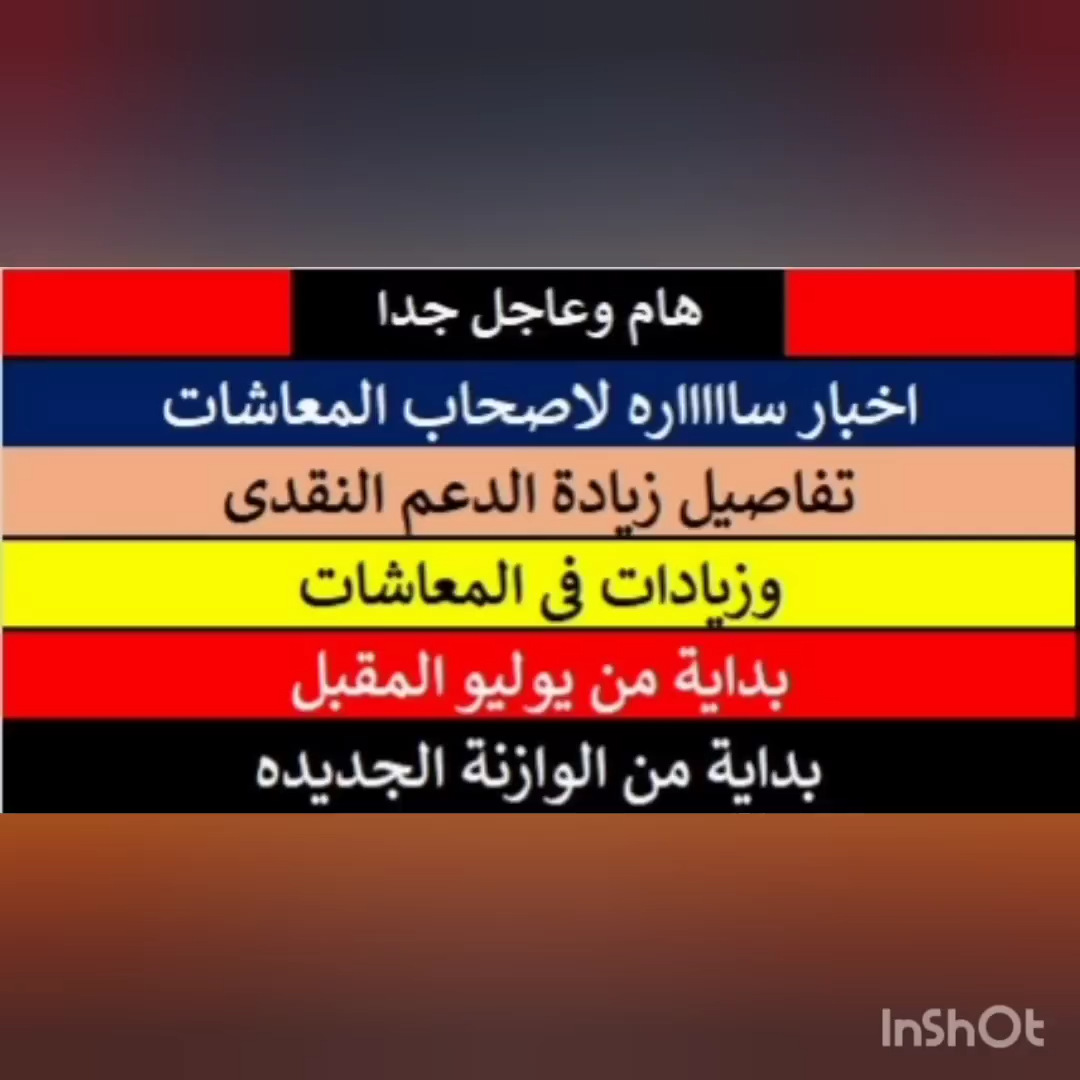 هام وعاجل جدا
اخبار سااااااره لاصحاب المعاشات
تفاصيل زيادة الدعم النقدى
وزيادات فى المعاشات
بداية من يوليو المقبل
بداية من الوازنة الجديده
InShOt